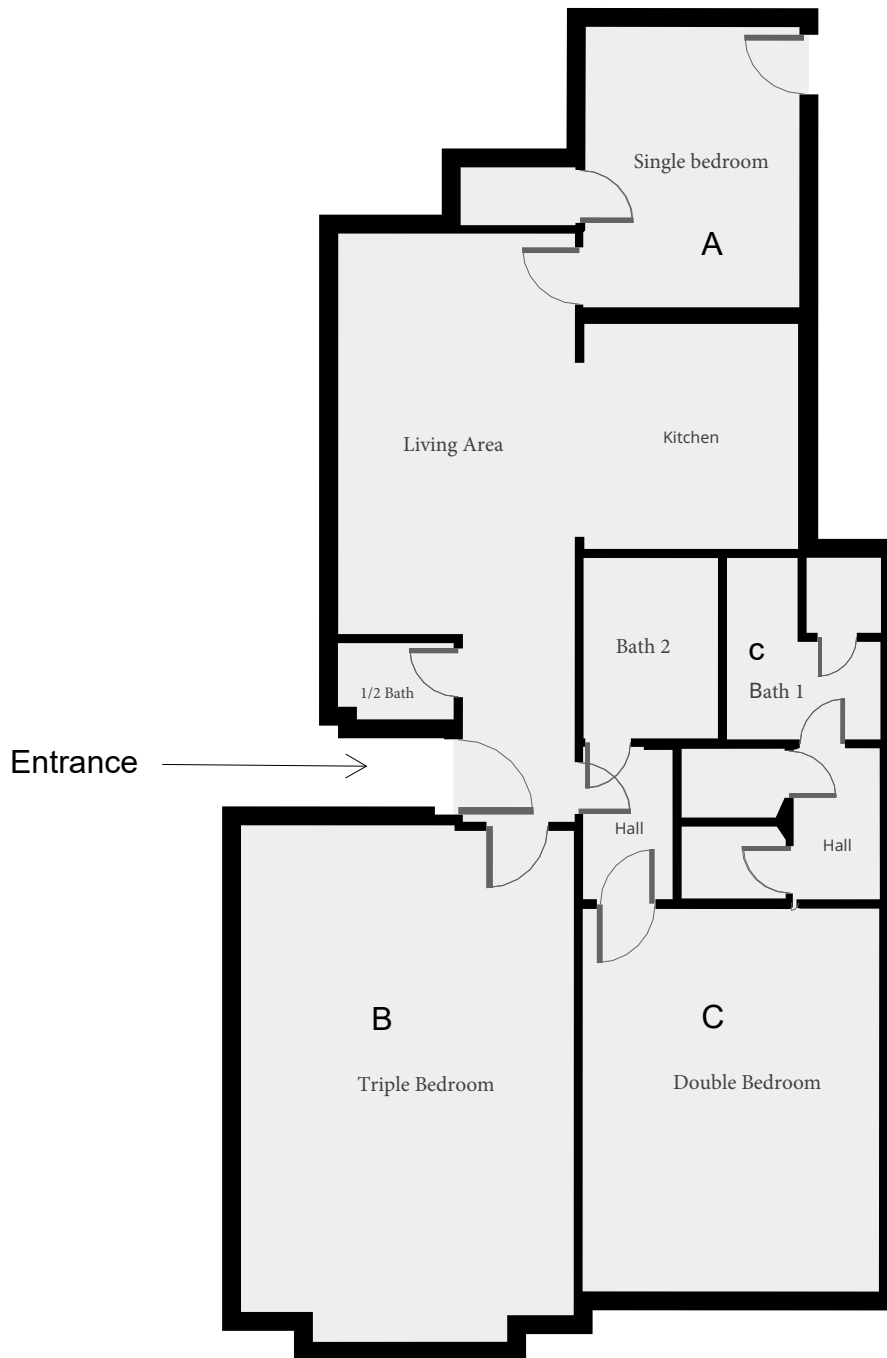 Single bedroom
A
Living Area
Kitchen
Bath 2
c
Bath 1
1/2 Bath
Entrance
Hall
Hall
B
C
Triple Bedroom
Double Bedroom